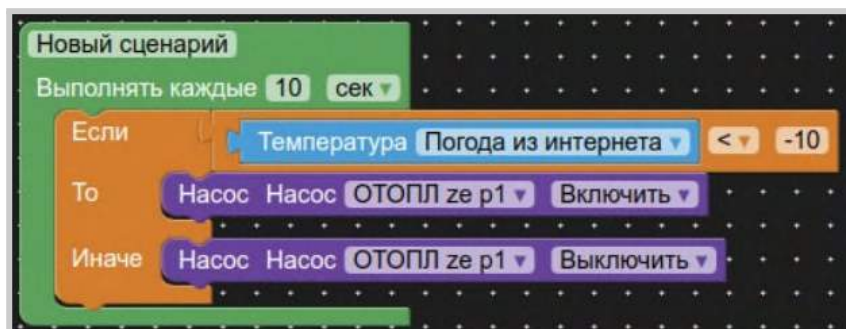 Новый сценарий
Выполнять каждые 10 сек
Если Температура Погода из интернета < -10
То Насос Насос ОТОПЛ ze p1 Включить
Иначе Насос Насос ОТОПЛ ze p1 Выключить